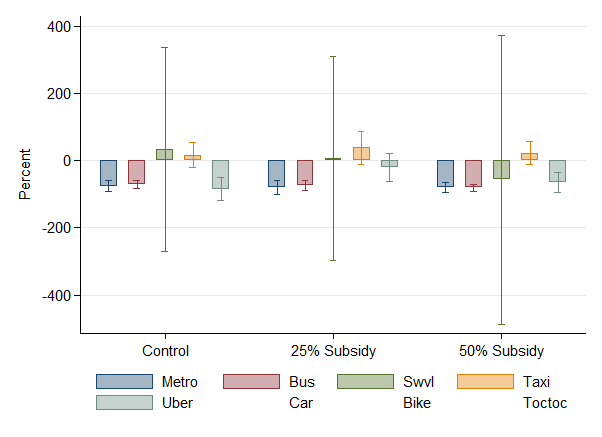 400
200
0
-200
-400
Percent
Control 25% Subsidy 50% Subsidy
Metro Bus Swvl Taxi
Uber Car Bike Toctoc